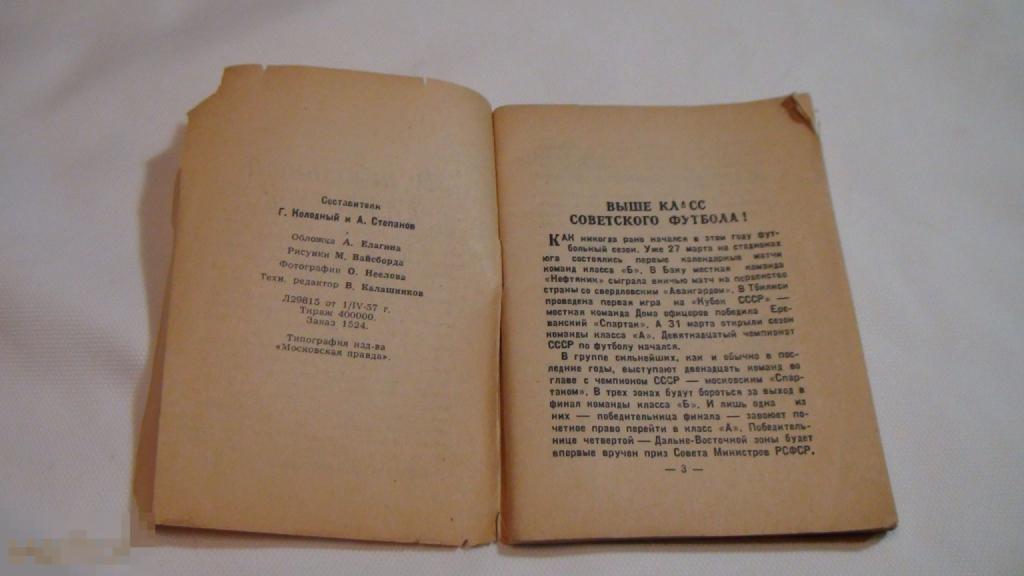 Составители
Г. Колодный и А. Степанов
Обложка А. Елагина
Рисунки М. Вайсборда
Фотографии О. Неелова
Техн. редактор В. Калашников
Л29815 от 1/IV-57 г.
Тираж 400000.
Заказ 1524.
Типография изд-ва
«Московская правда».
ВЫШЕ КЛАСС
СОВЕТСКОГО ФУТБОЛА!
КАК никогда рано начался в этом году фут-
больный сезон. Уже 27 марта на стадионах
юга состоялись первые календарные матчи
команд класса «Б». В Баку местная команда
«Нефтяник» сыграла вничью матч на первенство
страны со свердловским «Авангардом». В Тбилиси
проведена первая игра на «Кубок СССР» —
местная команда Дома офицеров победила Ере-
ванский «Спартак». А 31 марта открыли сезон
команды класса «А». Девятнадцатый чемпионат
СССР по футболу начался.
В группе сильнейших, как и обычно в по-
следние годы, выступают двенадцать команд во
главе с чемпионом СССР — московским «Спар-
таком». В трех зонах будут бороться за выход в
финал команды класса «Б». И лишь одна из
них — победительница финала — завоюет по-
четное право перейти в класс «А». Победитель-
нице четвертой — Дальне-Восточной зоны будет
впервые вручен приз Совета Министров РСФСР.
— 3 —